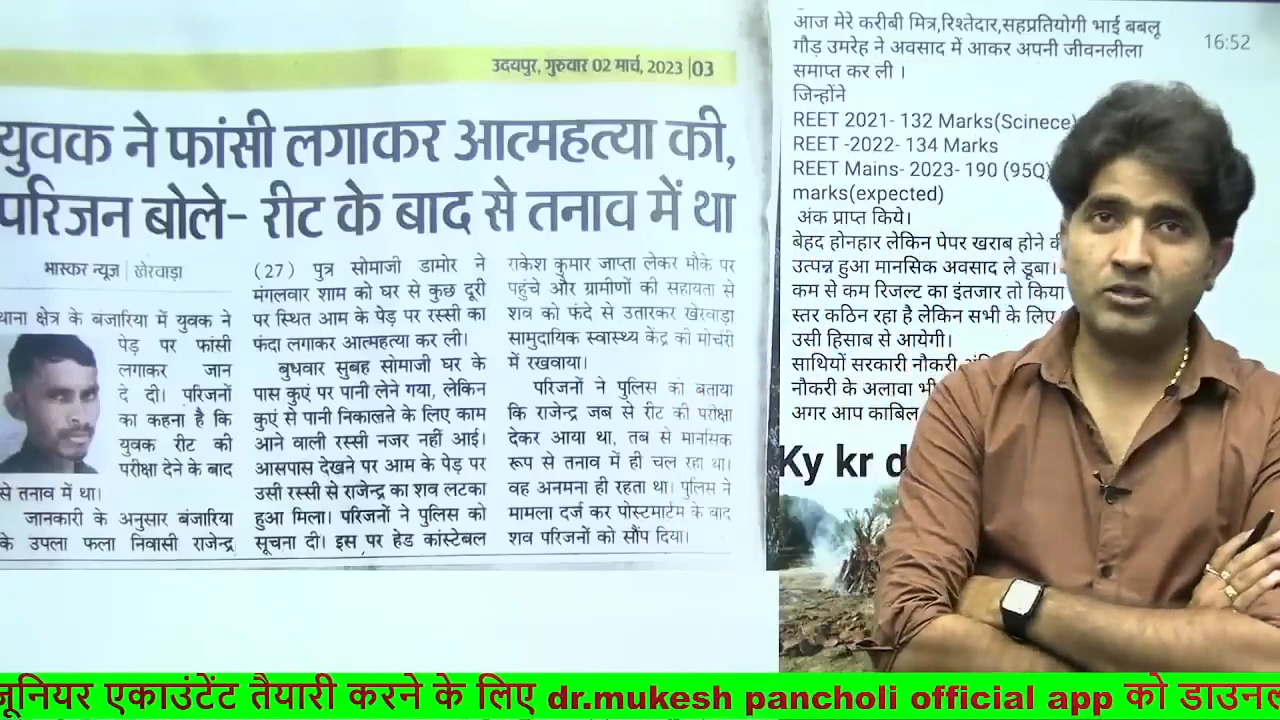 उदयपुर, गुरुवार 02 मार्च, 2023 |03
युवक ने फांसी लगाकर आत्महत्या की,
परिजन बोले- रीट के बाद से तनाव में था
भास्कर न्यूज | खेरवाड़ा
थाना क्षेत्र के बंजारिया में युवक ने
पेड़ पर फांसी
लगाकर जान
दे दी। परिजनों
का कहना है कि
युवक रीट की
परीक्षा देने के बाद
से तनाव में था।
जानकारी के अनुसार बंजारिया
के उपला फला निवासी राजेन्द्र
(27) पुत्र सोमाजी डामोर ने
मंगलवार शाम को घर से कुछ दूरी
पर स्थित आम के पेड़ पर रस्सी का
फंदा लगाकर आत्महत्या कर ली।
बुधवार सुबह सोमाजी घर के
पास कुएं पर पानी लेने गया, लेकिन
कुएं से पानी निकालने के लिए काम
आने वाली रस्सी नजर नहीं आई।
आसपास देखने पर आम के पेड़ पर
उसी रस्सी से राजेन्द्र का शव लटका
हुआ मिला। परिजनों ने पुलिस को
सूचना दी। इस पर हेड कांस्टेबल
राकेश कुमार जाप्ता लेकर मौके पर
पहुंचे और ग्रामीणों की सहायता से
शव को फंदे से उतारकर खेरवाड़ा
सामुदायिक स्वास्थ्य केंद्र की मोर्चरी
में रखवाया।
परिजनों ने पुलिस को बताया
कि राजेन्द्र जब से रीट की परीक्षा
देकर आया था, तब से मानसिक
रूप से तनाव में ही चल रहा था।
वह अनमना ही रहता था। पुलिस ने
मामला दर्ज कर पोस्टमार्टम के बाद
शव परिजनों को सौंप दिया।
आज मेरे करीबी मित्र,रिश्तेदार,सहप्रतियोगी भाई बबलू
गौड़ उमरेह ने अवसाद में आकर अपनी जीवनलीला
समाप्त कर ली ।
16:52
जिन्होंने
REET 2021- 132 Marks(Scinece)
REET -2022- 134 Marks
REET Mains- 2023- 190 (95Q)
marks(expected)
अंक प्राप्त किये।
बेहद होनहार लेकिन पेपर खराब होने
उत्पन्न हुआ मानसिक अवसाद ले डूबा।
कम से कम रिजल्ट का इंतजार तो किया
स्तर कठिन रहा है लेकिन सभी के लिए
उसी हिसाब से आयेगी।
साथियों सरकारी नौकरी
नौकरी के अलावा भी
अगर आप काबिल
Ky kr d
जूनियर एकाउंटेंट तैयारी करने के लिए dr.mukesh pancholi official app को डाउनल